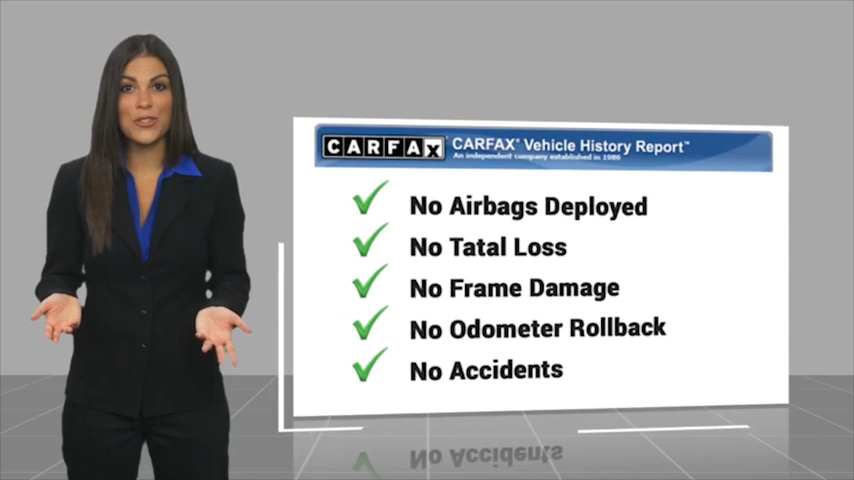 CARFAX CARFAX® Vehicle History Report™
An independent company established in 1986
No Airbags Deployed
No Tatal Loss
No Frame Damage
No Odometer Rollback
No Accidents
No Accidents